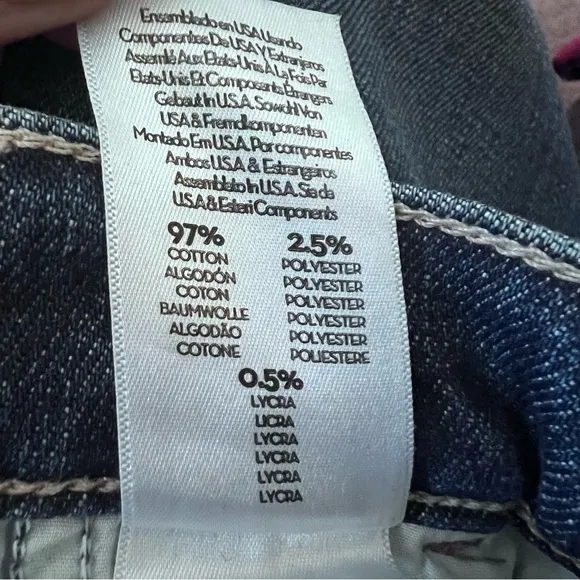 Ensamblado en USA Usando
Componentes De USA Y Extranjeros
Assemblé Aux Etats-Unis A La Fois Par
Etats-Unis Et Composants Étrangers
Gebaut In U.S.A. Sowohl Von
USA & Fremdkomponenten
Montado Em U.S.A. Por componentes
Ambos USA & Estrangeiros
Assemblato In U.S.A. Sia da
USA & Esteri Components
97% 2.5%
COTTON POLYESTER
ALGODÓN POLYESTER
COTON POLYESTER
BAUMWOLLE POLYESTER
ALGODÃO POLYESTER
COTONE POLIESTERE
0.5%
LYCRA
LICRA
LYCRA
LYCRA
LYCRA
LYCRA